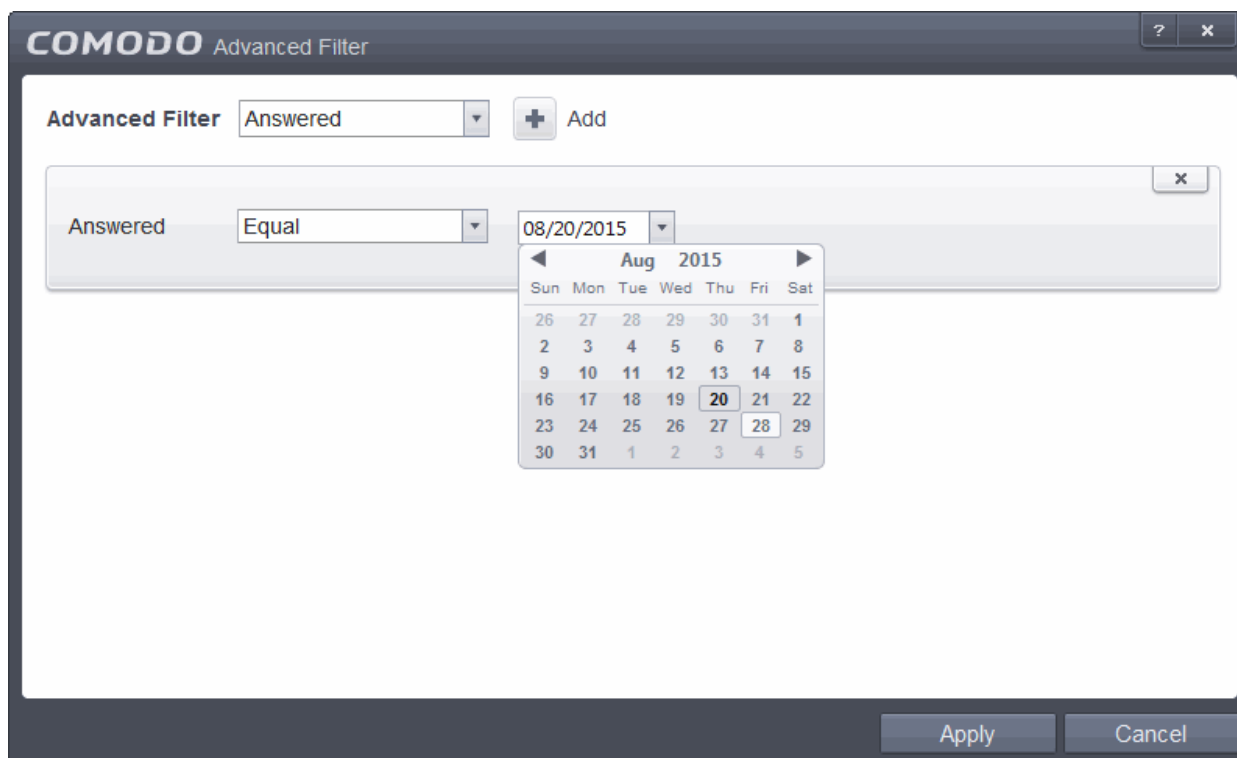 COMODO Advanced Filter ? ×
Advanced Filter Answered Add
×
Answered Equal 08/20/2015
Aug 2015
Sun Mon Tue Wed Thu Fri Sat
26 27 28 29 30 31 1
2 3 4 5 6 7 8
9 10 11 12 13 14 15
16 17 18 19 20 21 22
23 24 25 26 27 28 29
30 31 1 2 3 4 5
Apply Cancel